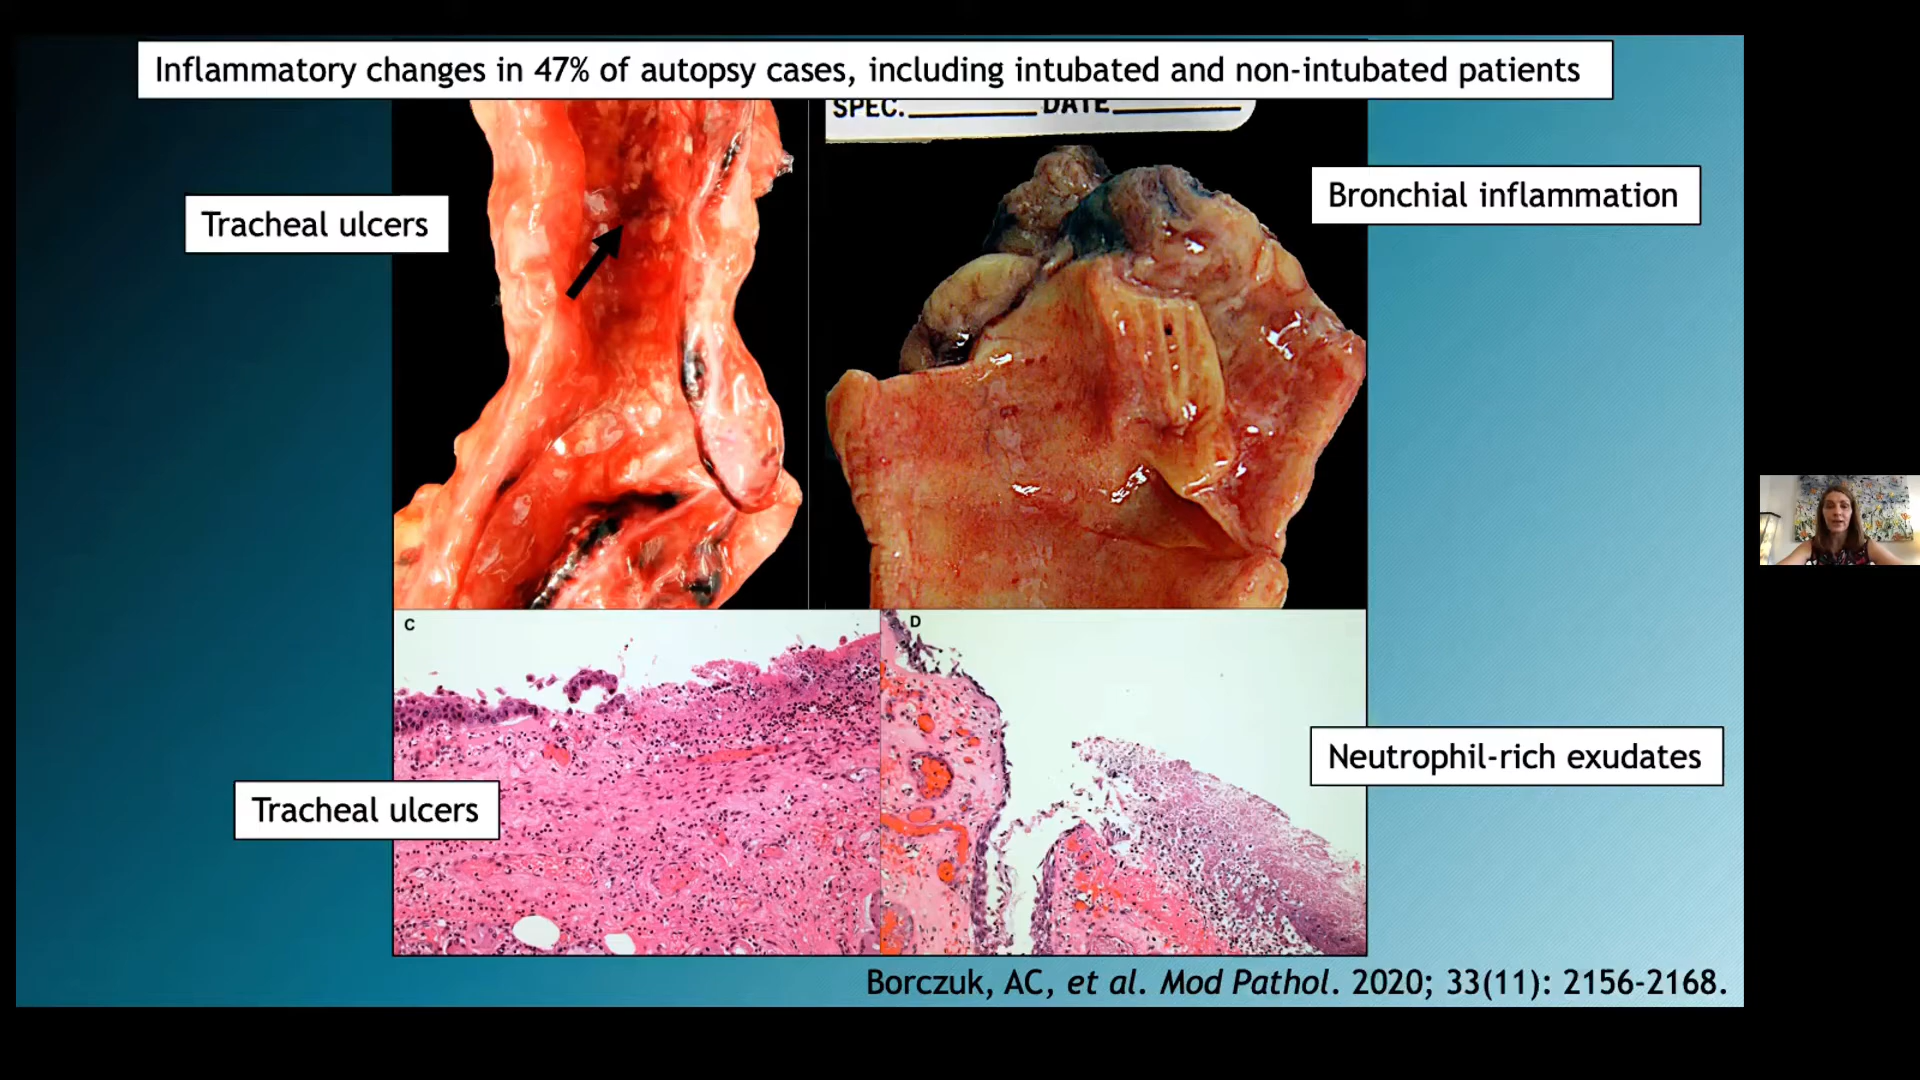 Inflammatory changes in 47% of autopsy cases, including intubated and non-intubated patients
SPEC. DATE
Tracheal ulcers
Bronchial inflammation
C
D
Tracheal ulcers
Neutrophil-rich exudates
Borczuk, AC, et al. Mod Pathol. 2020; 33(11): 2156-2168.